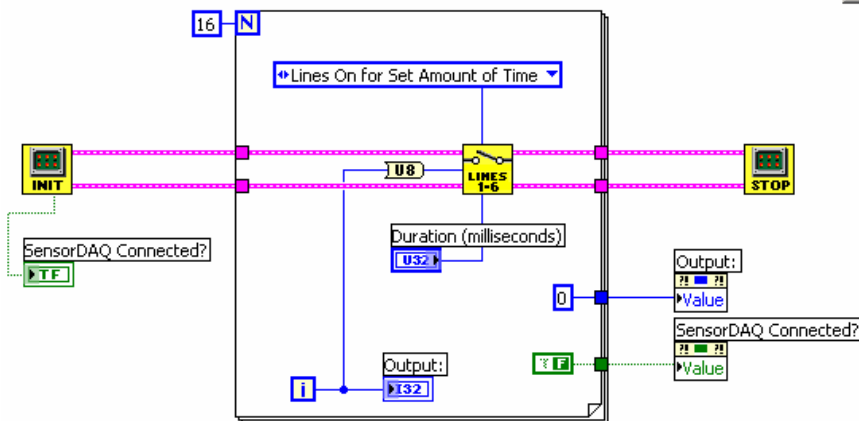 16
N
Lines On for Set Amount of Time
INIT
U8
LINES
1-6
STOP
SensorDAQ Connected?
TF
Duration (milliseconds)
U32
Output:
?! ?!
Value
0
SensorDAQ Connected?
?! ?!
Value
F
Output:
i
I32